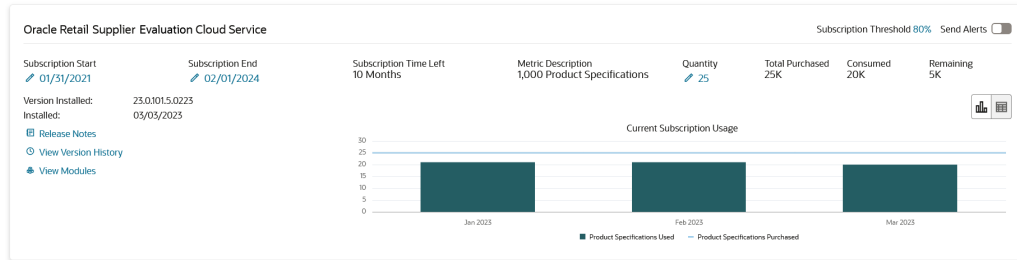 Oracle Retail Supplier Evaluation Cloud Service
Subscription Threshold 80% Send Alerts
Subscription Start
01/31/2021
Subscription End
02/01/2024
Subscription Time Left
10 Months
Metric Description
1,000 Product Specifications
Quantity
25
Total Purchased
25K
Consumed
20K
Remaining
5K
Version Installed: 23.0.101.5.0223
Installed: 03/03/2023
Release Notes
View Version History
View Modules
Current Subscription Usage
30
25
20
15
10
5
0
Jan 2023 Feb 2023 Mar 2023
Product Specifications Used Product Specifications Purchased